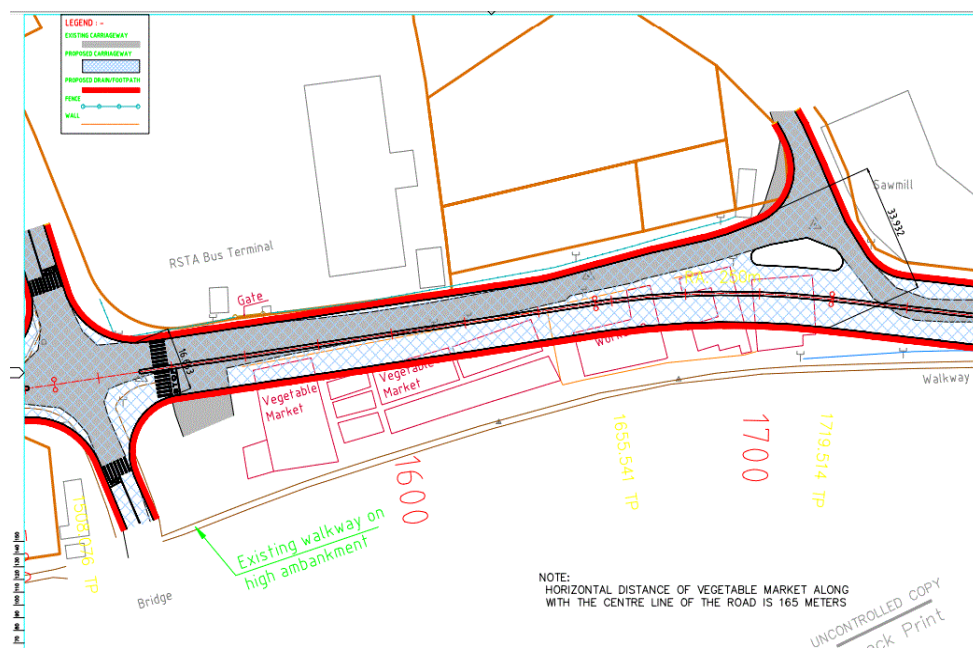 LEGEND : -
EXISTING CARRIAGEWAY
PROPOSED CARRIAGEWAY
PROPOSED DRAIN/FOOTPATH
FENCE
WALL
RSTA Bus Terminal
Gate
Sawmill
33.932
Vegetable
Market
Vegetable
Market
Walkway
1600
1655.541 TP
1700
1719.514 TP
Existing walkway on
high ambankment
Bridge
NOTE:
HORIZONTAL DISTANCE OF VEGETABLE MARKET ALONG
WITH THE CENTRE LINE OF THE ROAD IS 165 METERS
UNCONTROLLED COPY
Print